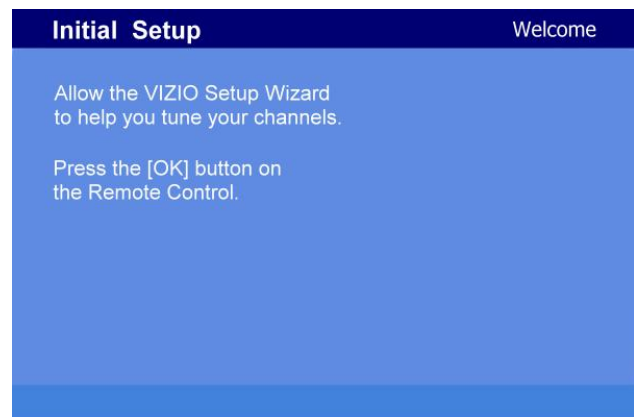 Initial Setup
Welcome
Allow the VIZIO Setup Wizard
to help you tune your channels.
Press the [OK] button on
the Remote Control.